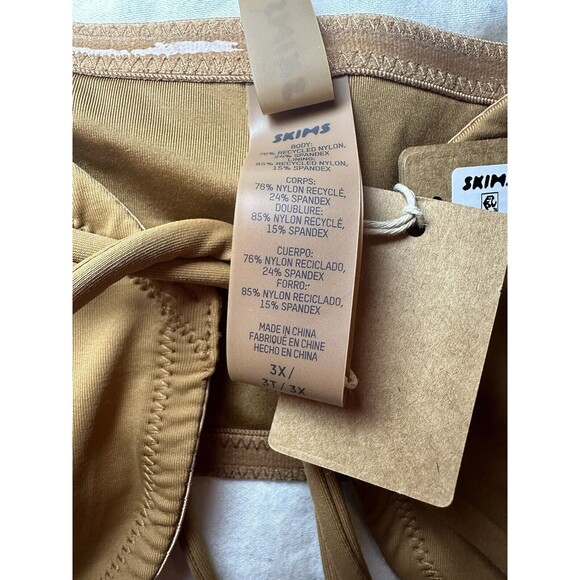 SKIMS
SKIMS
BODY:
76% RECYCLED NYLON,
24% SPANDEX
LINING:
85% RECYCLED NYLON,
15% SPANDEX
CORPS:
76% NYLON RECYCLÉ,
24% SPANDEX
DOUBLURE:
85% NYLON RECYCLÉ,
15% SPANDEX
CUERPO:
76% NYLON RECICLADO,
24% SPANDEX
FORRO:
85% NYLON RECICLADO,
15% SPANDEX
MADE IN CHINA
FABRIQUÉ EN CHINE
HECHO EN CHINA
3X/
3T / 3X
SKIMS